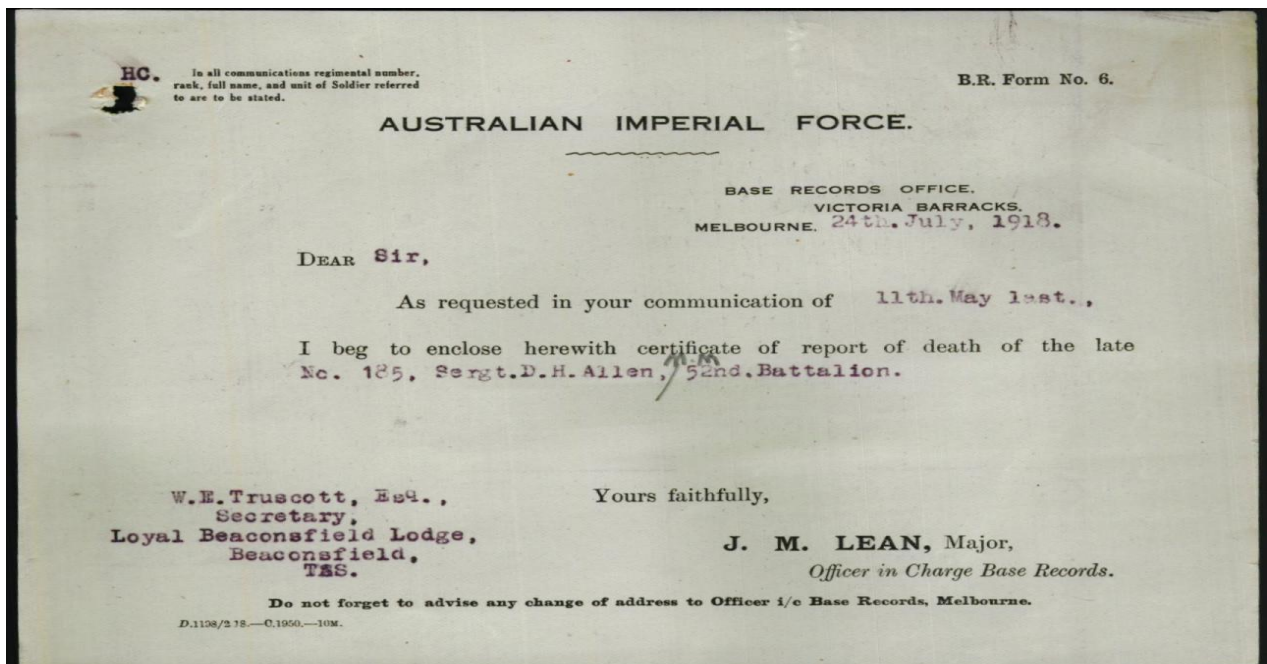 HC. In all communications regimental number,
rank, full name, and unit of Soldier referred
to are to be stated.
B.R. Form No. 6.
AUSTRALIAN IMPERIAL FORCE.
BASE RECORDS OFFICE,
VICTORIA BARRACKS,
MELBOURNE, 24th. July, 1918.
DEAR Sir,
As requested in your communication of 11th. May last.,
I beg to enclose herewith certificate of report of death of the late
M.M
No. 185, Sergt. D.H. Allen, / 52nd. Battalion.
W.E. Truscott, Esq.,
Secretary,
Loyal Beaconsfield Lodge,
Beaconsfield,
TAS.
Yours faithfully,
J. M. LEAN, Major,
Officer in Charge Base Records.
Do not forget to advise any change of address to Officer i/c Base Records, Melbourne.
D.1198/2.18.—C.1950.—10M.